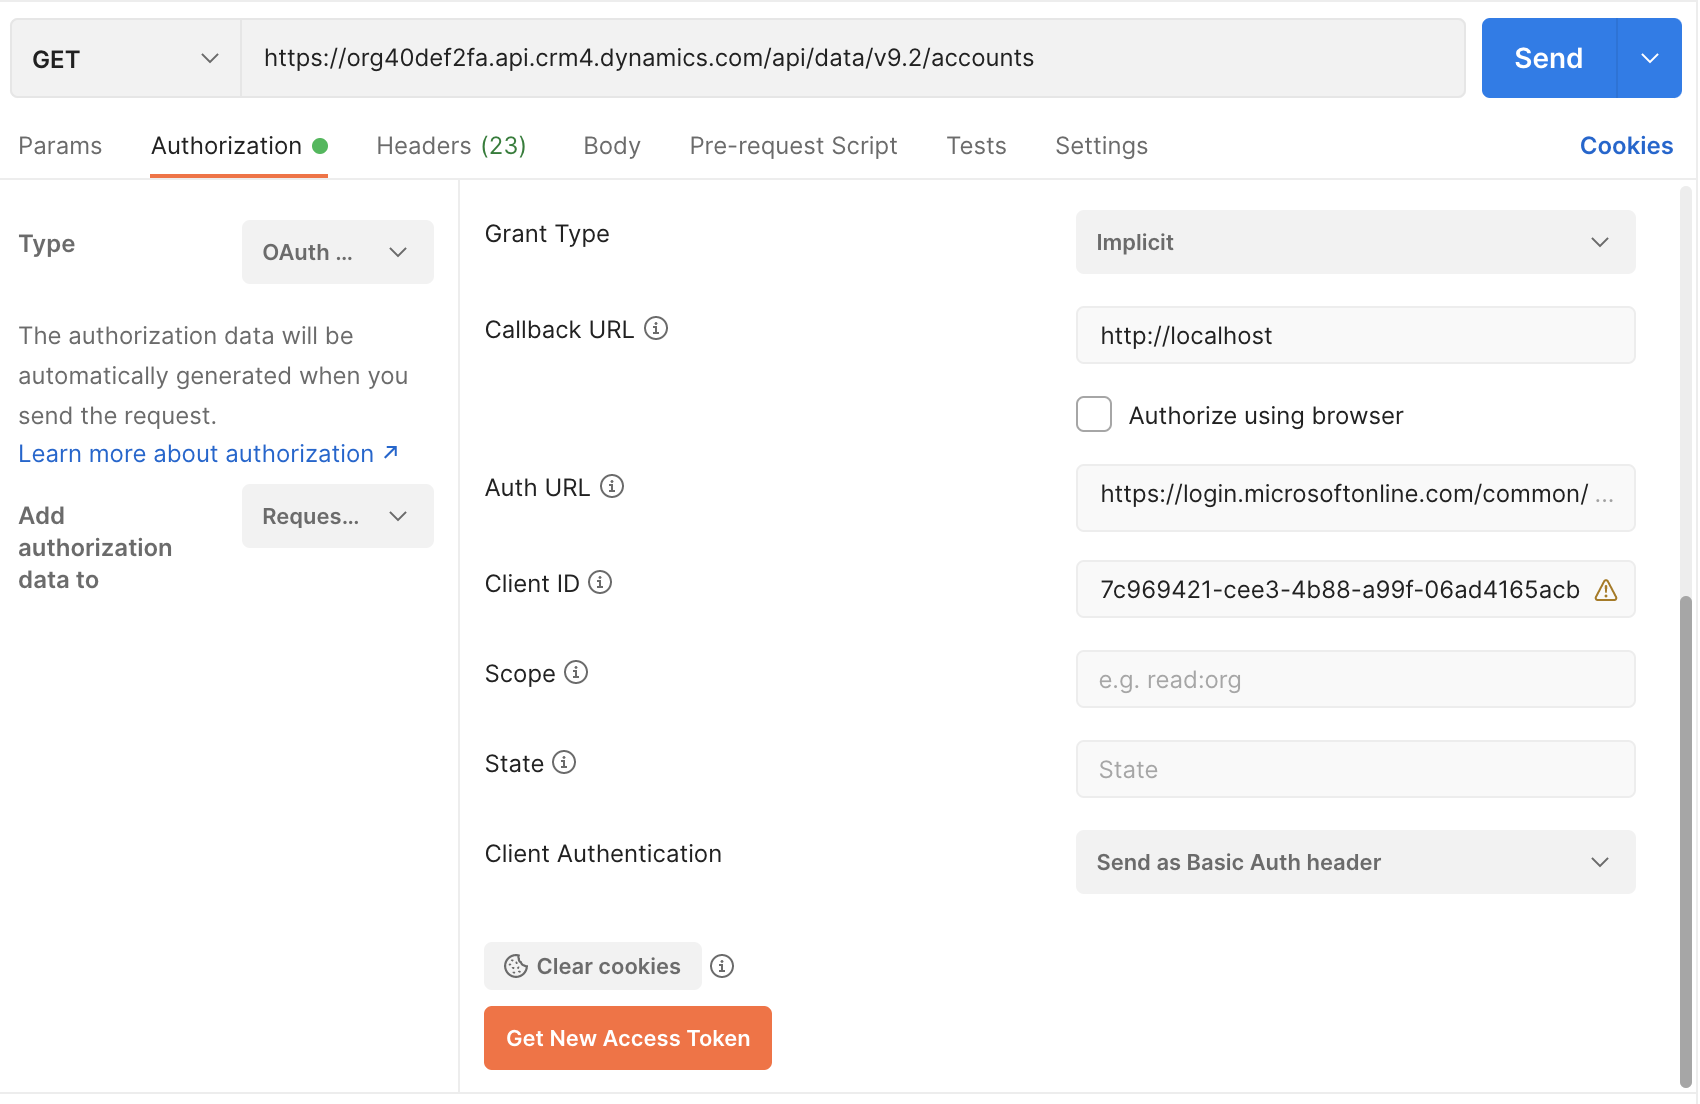 GET
https://org40def2fa.api.crm4.dynamics.com/api/data/v9.2/accounts
Send
Params
Authorization
Headers (23)
Body
Pre-request Script
Tests
Settings
Cookies
Type
OAuth ...
The authorization data will be
automatically generated when you
send the request.
Learn more about authorization ↗
Add
authorization
data to
Reques...
Grant Type
Implicit
Callback URL
http://localhost
Authorize using browser
Auth URL
https://login.microsoftonline.com/common/ ...
Client ID
7c969421-cee3-4b88-a99f-06ad4165acb
Scope
e.g. read:org
State
State
Client Authentication
Send as Basic Auth header
Clear cookies
Get New Access Token